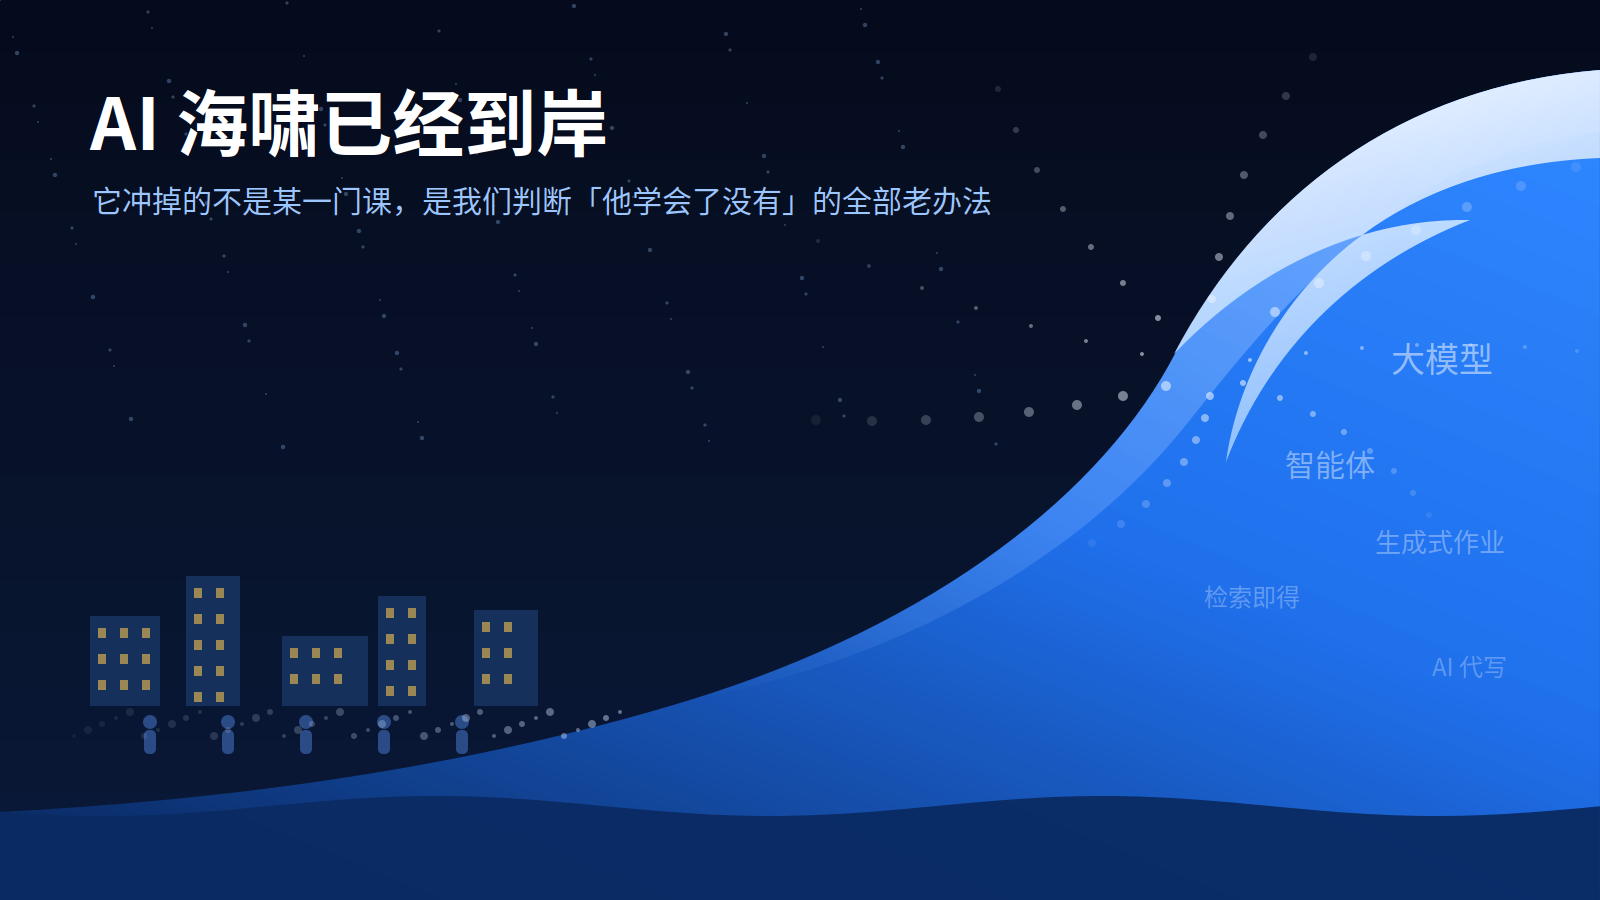 AI 海啸已经到岸
它冲掉的不是某一门课，是我们判断「他学会了没有」的全部老办法
大模型
智能体
生成式作业
检索即得
AI 代写